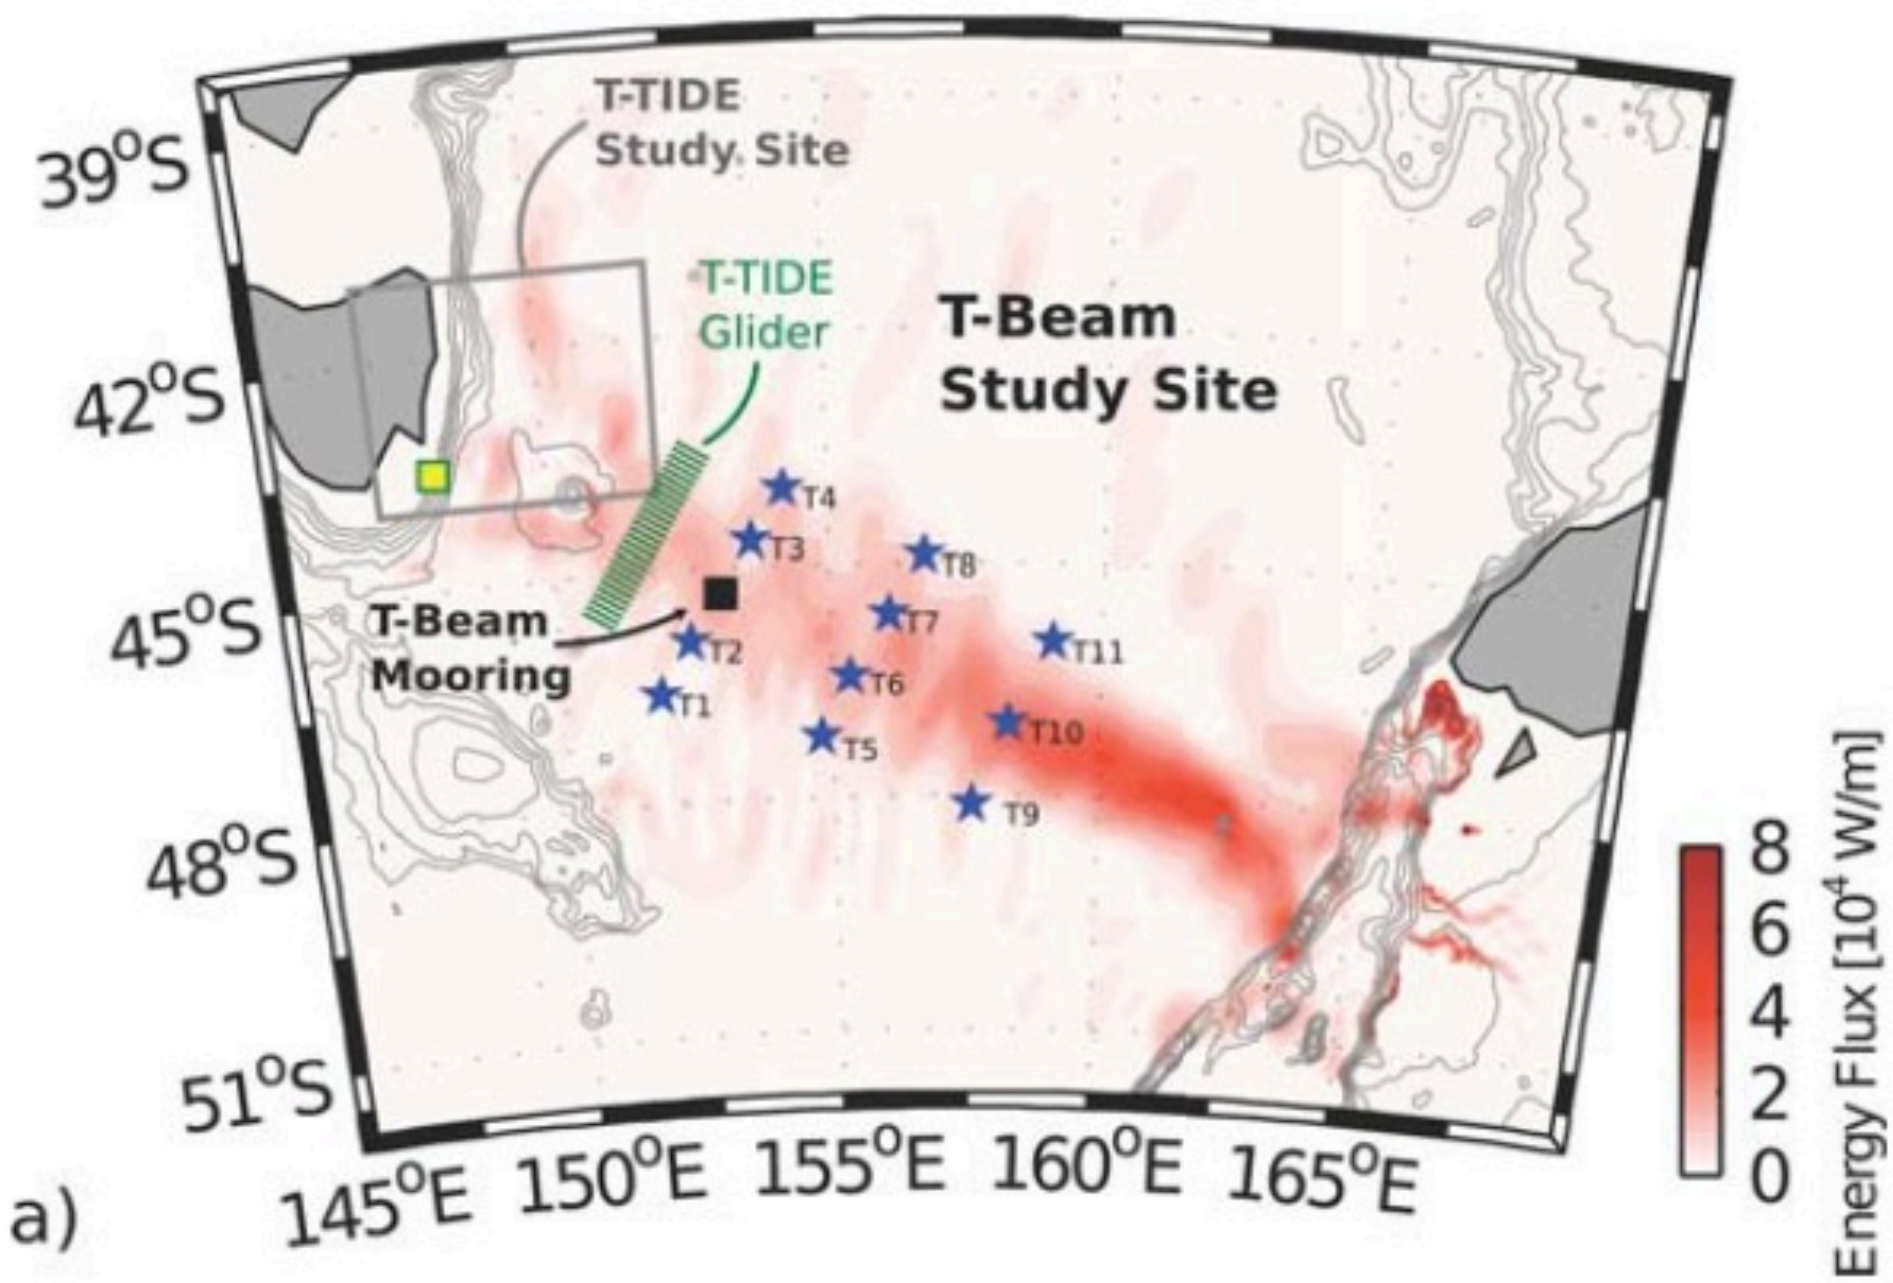 T-TIDE
Study Site
39°S
T-TIDE
Glider
T-Beam
Study Site
42°S
T4
T3
T8
45°S
T-Beam
Mooring
T7
T11
T2
T6
T1
T10
T5
T9
48°S
51°S
145°E
150°E
155°E
160°E
165°E
8
6
4
2
0
Energy Flux [10⁴ W/m]
a)